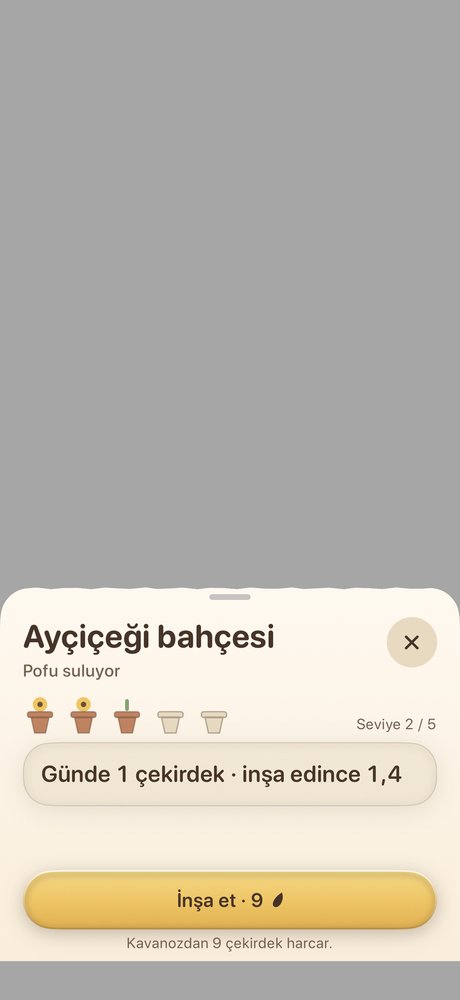 Ayçiçeği bahçesi
Pofu suluyor
Seviye 2 / 5
Günde 1 çekirdek · inşa edince 1,4
İnşa et · 9
Kavanozdan 9 çekirdek harcar.